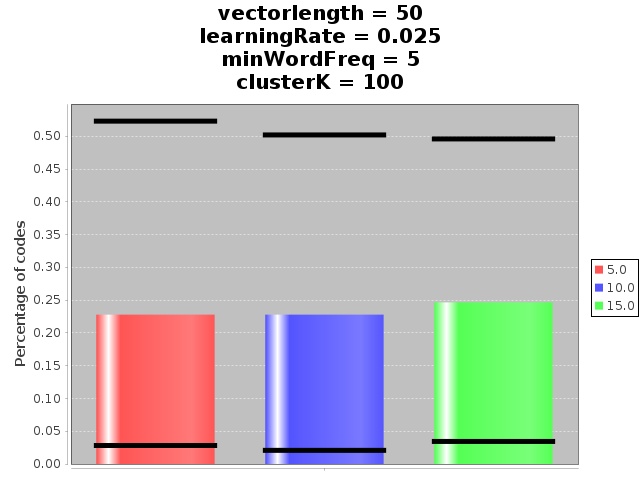 vectorlength = 50
learningRate = 0.025
minWordFreq = 5
clusterK = 100
Percentage of codes
0.50
0.45
0.40
0.35
0.30
0.25
0.20
0.15
0.10
0.05
0.00
5.0
10.0
15.0